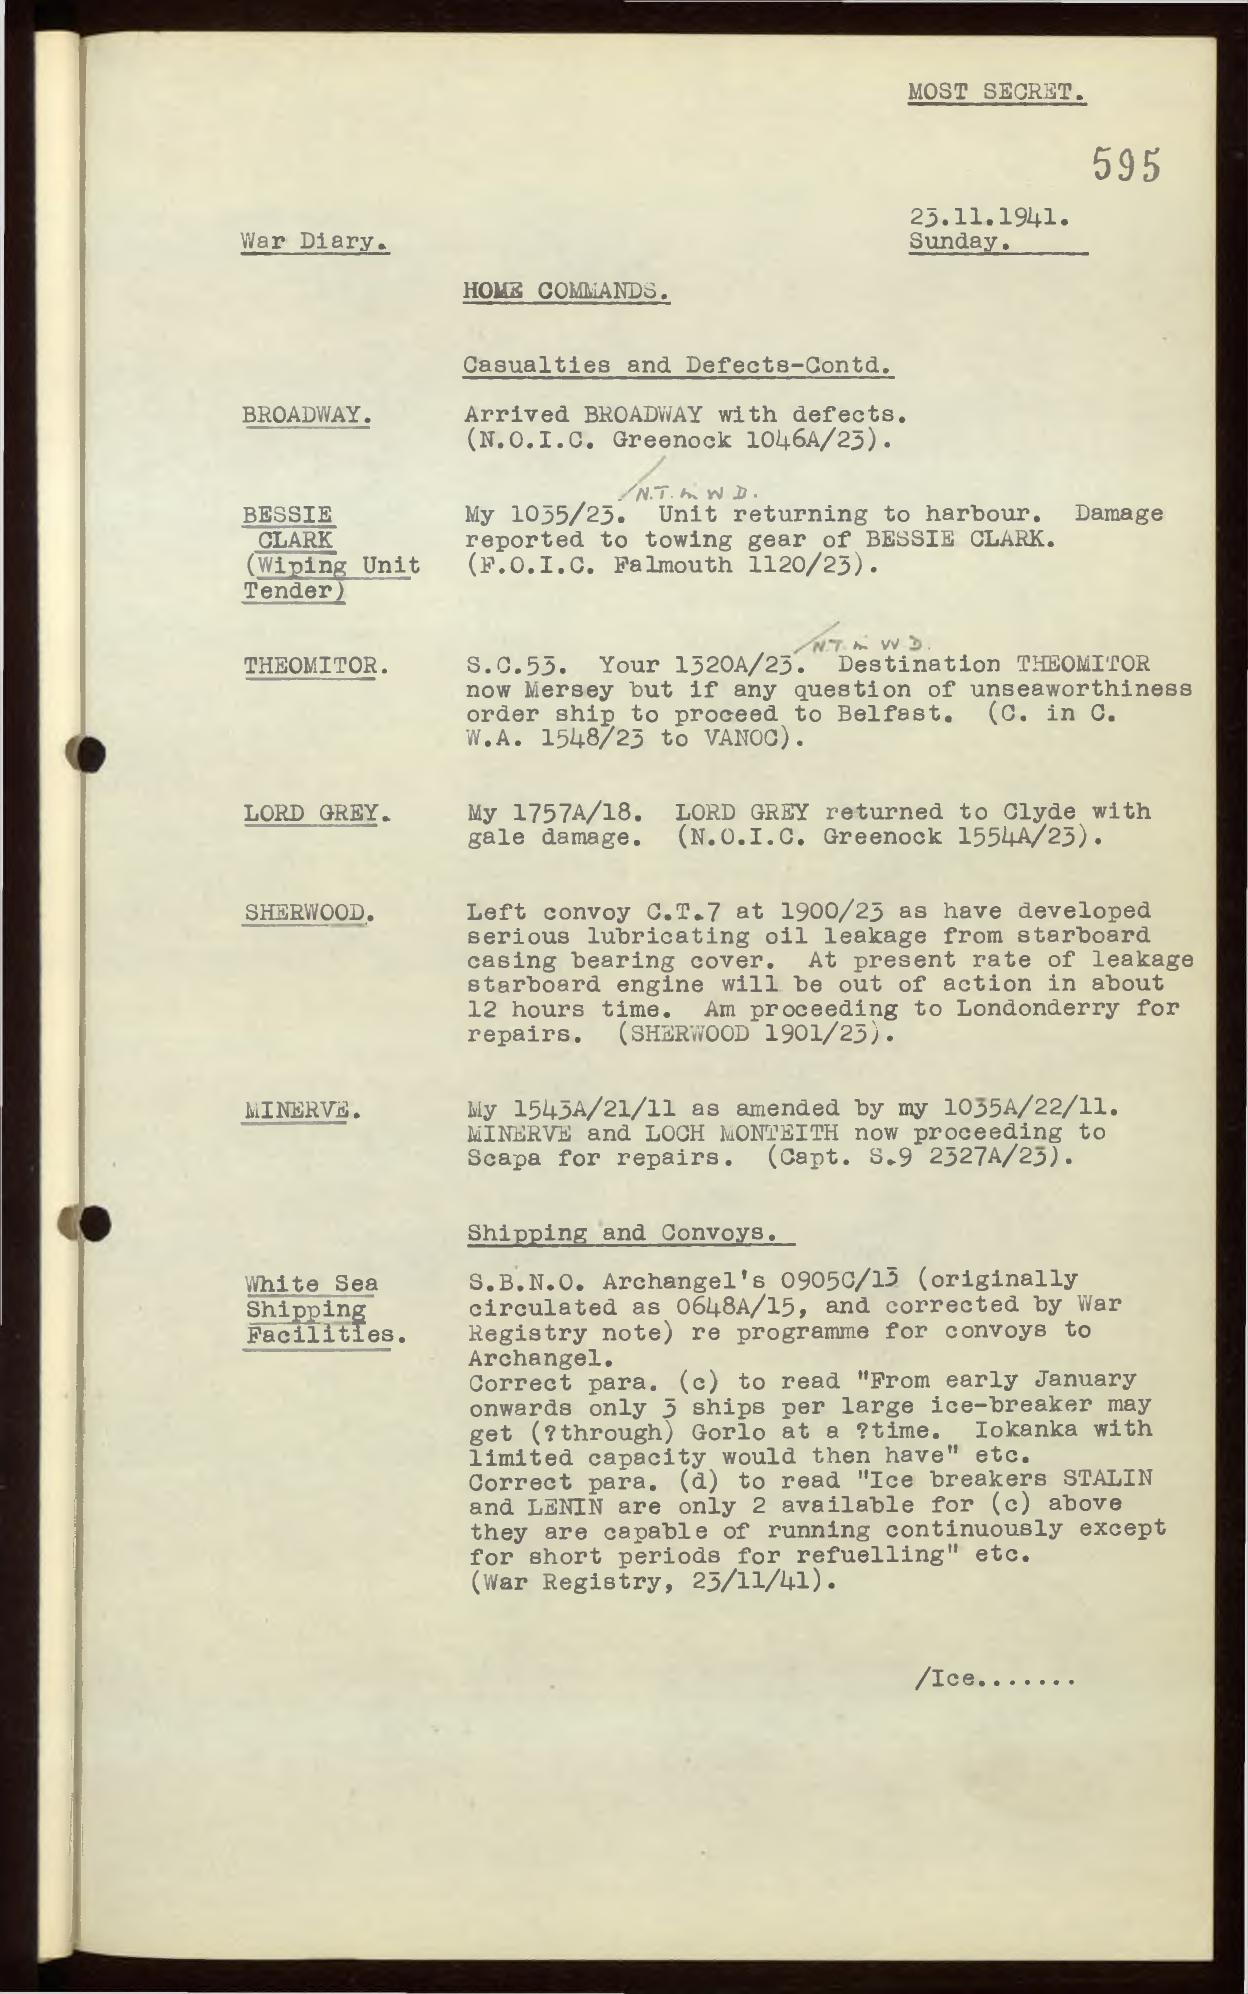 MOST SECRET.
595
23.11.1941.
War Diary.
Sunday.
HOME COMMANDS.
Casualties and Defects-Contd.
BROADWAY.
Arrived BROADWAY with defects.
(N.O.I.C. Greenock 1046A/23).
N.T. in W D.
BESSIE
CLARK
(Wiping Unit
Tender)
My 1035/23. Unit returning to harbour. Damage
reported to towing gear of BESSIE CLARK.
(F.O.I.C. Falmouth 1120/23).
N.T. in W D.
THEOMITOR.
S.C.53. Your 1320A/23. Destination THEOMITOR
now Mersey but if any question of unseaworthiness
order ship to proceed to Belfast. (C. in C.
W.A. 1548/23 to VANOC).
LORD GREY.
My 1757A/18. LORD GREY returned to Clyde with
gale damage. (N.O.I.C. Greenock 1554A/23).
SHERWOOD.
Left convoy C.T.7 at 1900/23 as have developed
serious lubricating oil leakage from starboard
casing bearing cover. At present rate of leakage
starboard engine will be out of action in about
12 hours time. Am proceeding to Londonderry for
repairs. (SHERWOOD 1901/23).
MINERVE.
My 1543A/21/11 as amended by my 1035A/22/11.
MINERVE and LOCH MONTEITH now proceeding to
Scapa for repairs. (Capt. S.9 2327A/23).
Shipping and Convoys.
White Sea
Shipping
Facilities.
S.B.N.O. Archangel's 0905C/13 (originally
circulated as 0648A/15, and corrected by War
Registry note) re programme for convoys to
Archangel.
Correct para. (c) to read "From early January
onwards only 3 ships per large ice-breaker may
get (?through) Gorlo at a ?time. Iokanka with
limited capacity would then have" etc.
Correct para. (d) to read "Ice breakers STALIN
and LENIN are only 2 available for (c) above
they are capable of running continuously except
for short periods for refuelling" etc.
(War Registry, 23/11/41).
/Ice.......